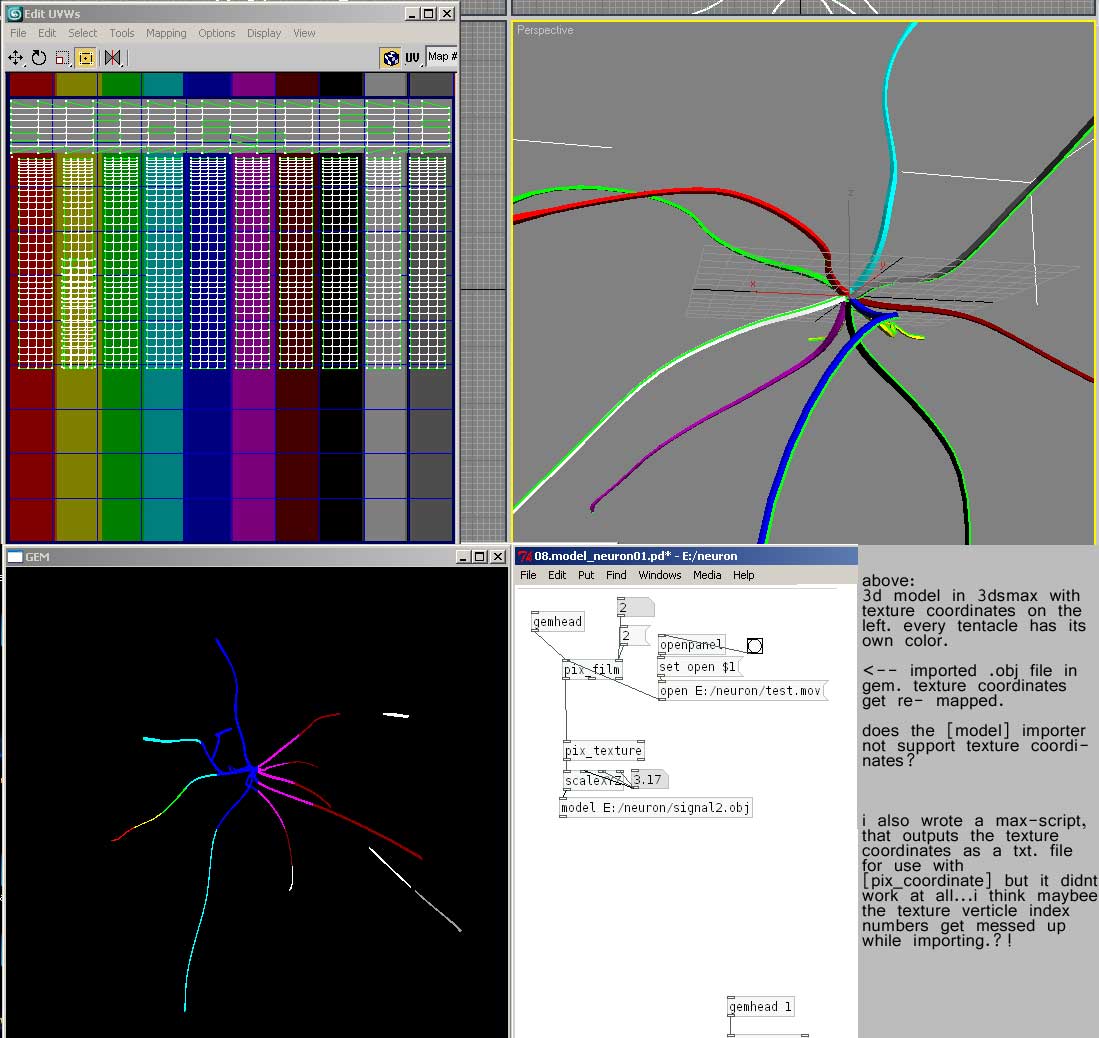 Edit UVWs
File Edit Select Tools Mapping Options Display View
UV Map #
Perspective
z
x
y
GEM
08.model_neuron01.pd* - E:/neuron
File Edit Put Find Windows Media Help
2
gemhead
2
openpanel
pix_film
set open $1
open E:/neuron/test.mov
pix_texture
scaleXYZ
3.17
model E:/neuron/signal2.obj
gemhead 1
above:
3d model in 3dsmax with
texture coordinates on the
left. every tentacle has its
own color.
<-- imported .obj file in
gem. texture coordinates
get re- mapped.
does the [model] importer
not support texture coordi-
nates?
i also wrote a max-script,
that outputs the texture
coordinates as a txt. file
for use with
[pix_coordinate] but it didnt
work at all...i think maybee
the texture verticle index
numbers get messed up
while importing.?!